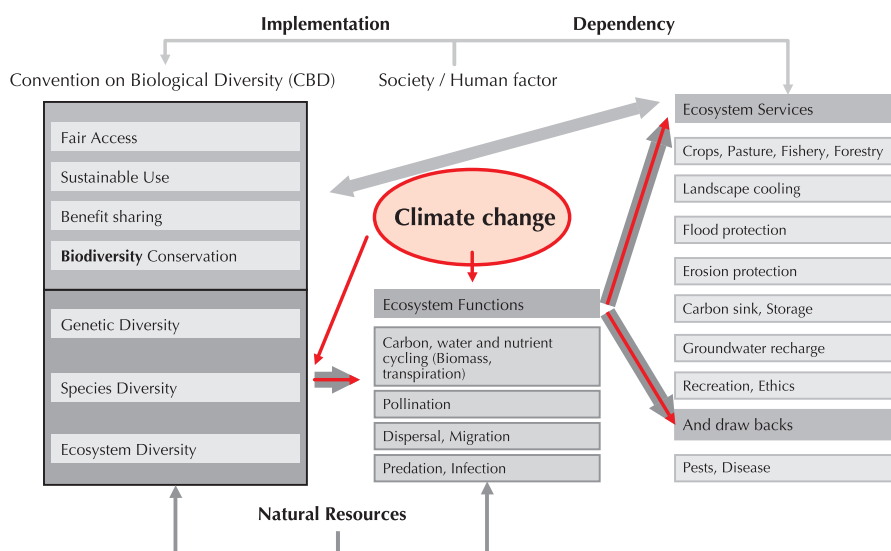 Implementation
Dependency
Convention on Biological Diversity (CBD)
Society / Human factor
Fair Access
Sustainable Use
Benefit sharing
Biodiversity Conservation
Genetic Diversity
Species Diversity
Ecosystem Diversity
Climate change
Ecosystem Functions
Carbon, water and nutrient
cycling (Biomass,
transpiration)
Pollination
Dispersal, Migration
Predation, Infection
Ecosystem Services
Crops, Pasture, Fishery, Forestry
Landscape cooling
Flood protection
Erosion protection
Carbon sink, Storage
Groundwater recharge
Recreation, Ethics
And draw backs
Pests, Disease
Natural Resources